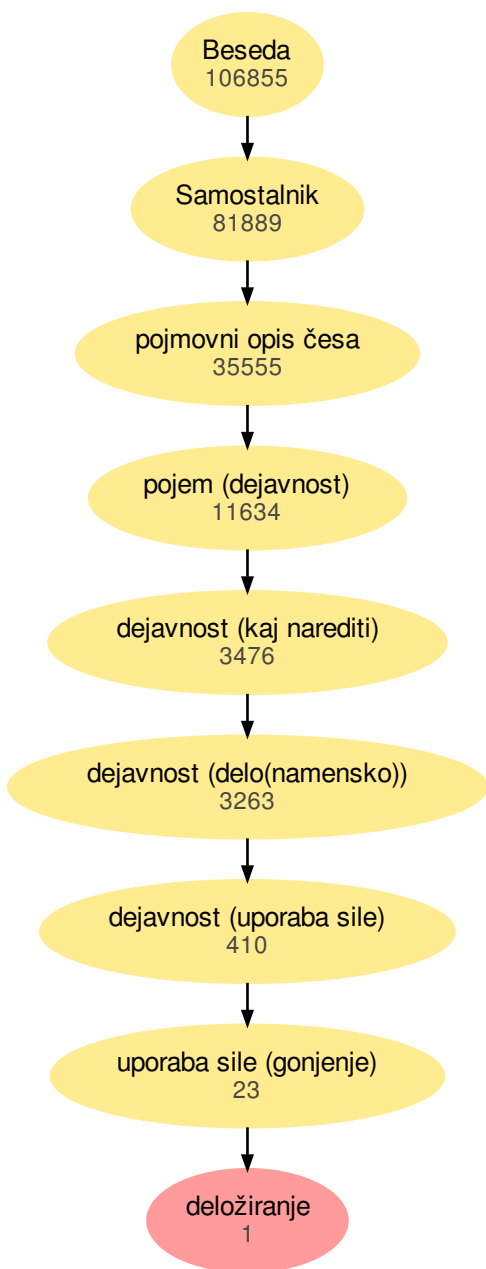 Beseda
106855
Samostalnik
81889
pojmovni opis česa
35555
pojem (dejavnost)
11634
dejavnost (kaj narediti)
3476
dejavnost (delo(namensko))
3263
dejavnost (uporaba sile)
410
uporaba sile (gonjenje)
23
deložiranje
1